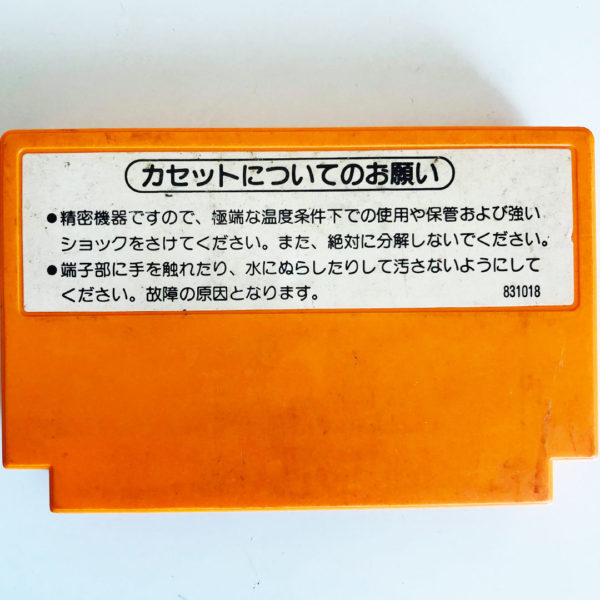 カセットについてのお願い
●精密機器ですので、極端な温度条件下での使用や保管および強い
ショックをさけてください。また、絶対に分解しないでください。
●端子部に手を触れたり、水にぬらしたりして汚さないようにして
ください。故障の原因となります。 831018